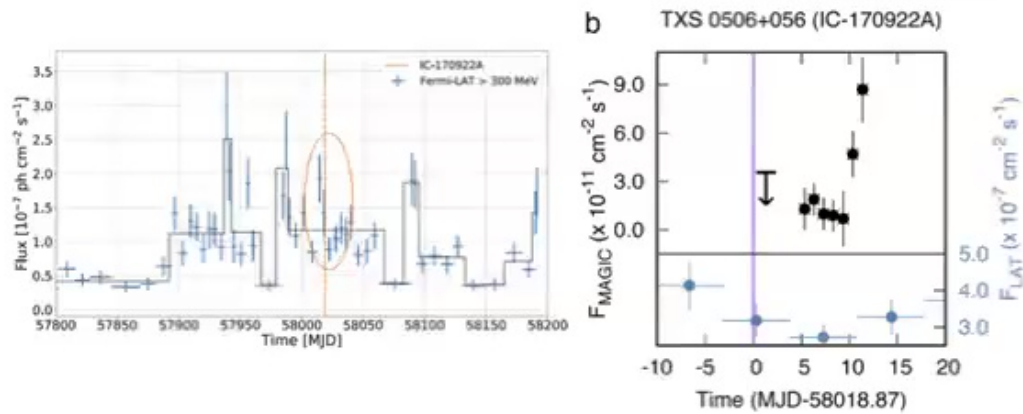 3.5
3.0
2.5
2.0
1.5
1.0
0.5
0.0
Flux [10⁻⁷ ph cm⁻² s⁻¹]
IC-170922A
Fermi-LAT > 300 MeV
57800 57850 57900 57950 58000 58050 58100 58150 58200
Time [MJD]
b TXS 0506+056 (IC-170922A)
9.0
6.0
3.0
0.0
F_MAGIC (x 10⁻¹¹ cm⁻² s⁻¹)
5.0
4.0
3.0
F_LAT (x 10⁻⁷ cm⁻² s⁻¹)
-10 -5 0 5 10 15 20
Time (MJD-58018.87)